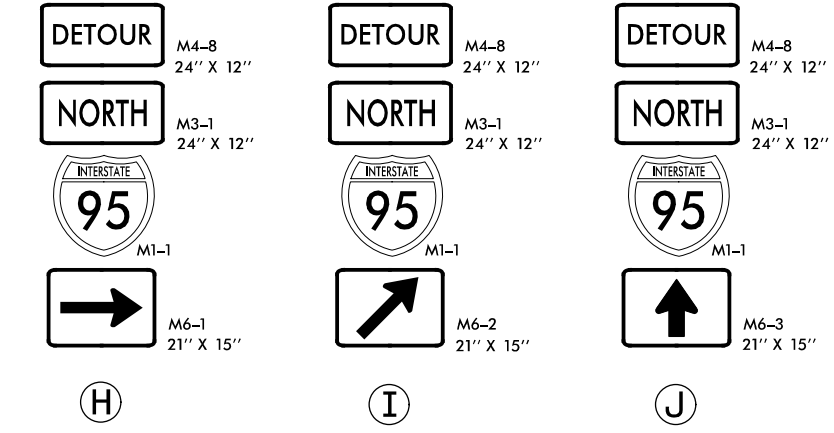 DETOUR
M4-8
24'' X 12''
NORTH
M3-1
24'' X 12''
INTERSTATE
95
M1-1
M6-1
21'' X 15''
H
DETOUR
M4-8
24'' X 12''
NORTH
M3-1
24'' X 12''
INTERSTATE
95
M1-1
M6-2
21'' X 15''
I
DETOUR
M4-8
24'' X 12''
NORTH
M3-1
24'' X 12''
INTERSTATE
95
M1-1
M6-3
21'' X 15''
J